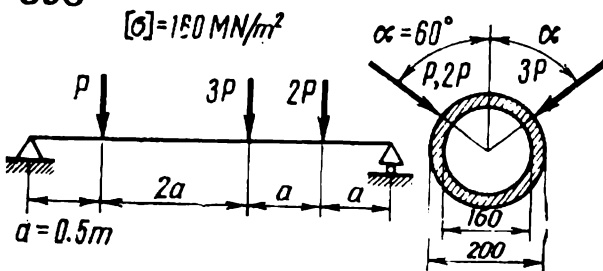 [σ]=160 MN/m²
α=60°
α
P
3P
2P
P,2P
3P
2a
a
a
a=0.5m
160
200